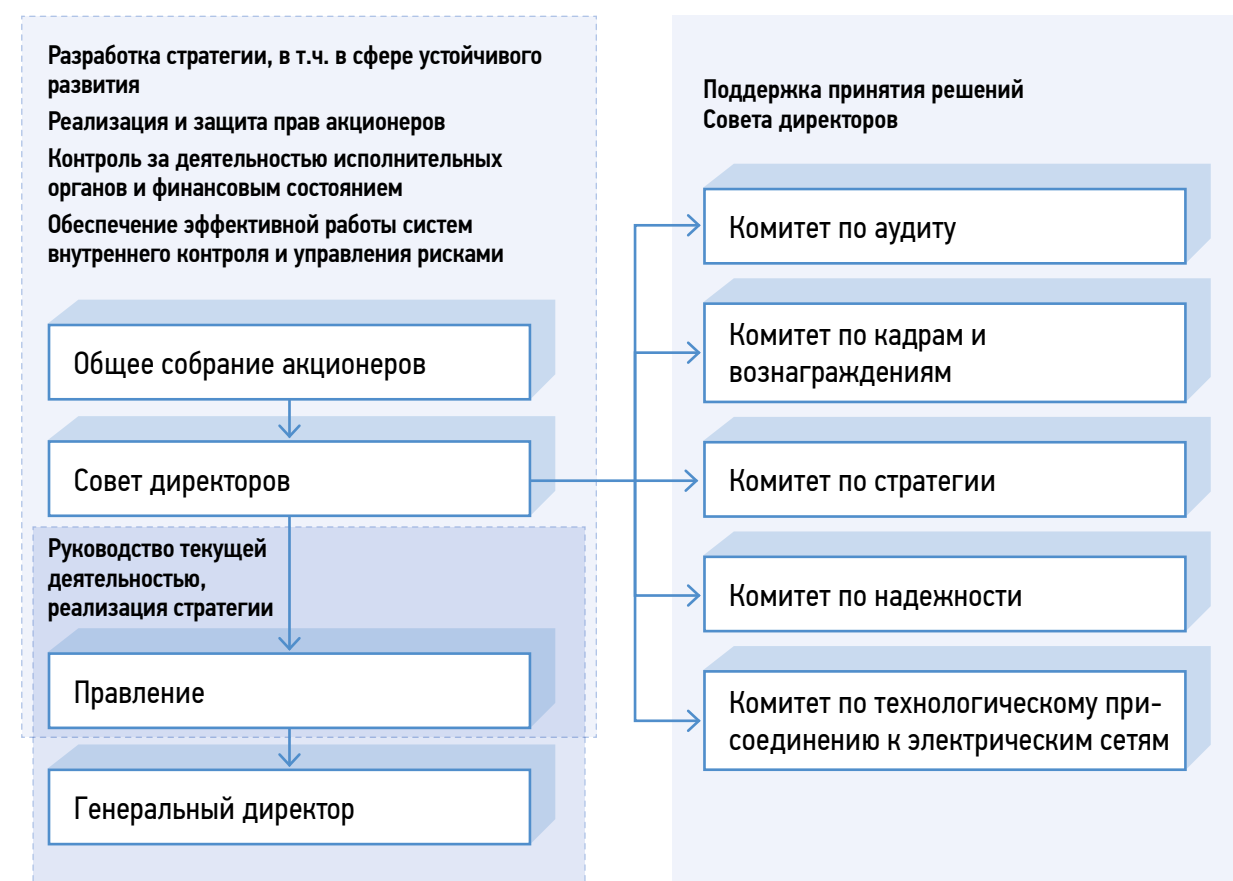 Разработка стратегии, в т.ч. в сфере устойчивого
развития
Реализация и защита прав акционеров
Контроль за деятельностью исполнительных
органов и финансовым состоянием
Обеспечение эффективной работы систем
внутреннего контроля и управления рисками
Общее собрание акционеров
Совет директоров
Руководство текущей
деятельностью,
реализация стратегии
Правление
Генеральный директор
Поддержка принятия решений
Совета директоров
Комитет по аудиту
Комитет по кадрам и
вознаграждениям
Комитет по стратегии
Комитет по надежности
Комитет по технологическому при-
соединению к электрическим сетям